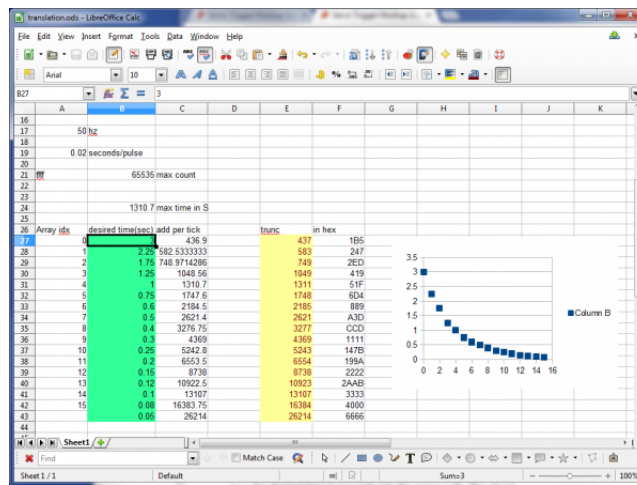 translation.ods - LibreOffice Calc
File Edit View Insert Format Tools Data Window Help
Arial 10
B27 3
A B C D E F G H I J K
16
17 50 hz
18
19 0.02 seconds/pulse
20
21 65535 max count
22
23
24 1310.7 max time in S
25
26 Array idx desired time(sec) add per tick trunc in hex
27 0 3 436.9 437 1B5
28 1 2.25 582.5333333 583 247
29 2 1.75 748.9714286 749 2ED
30 3 1.25 1048.56 1049 419
31 4 1 1310.7 1311 51F
32 5 0.75 1747.6 1748 6D4
33 6 0.6 2184.5 2185 889
34 7 0.5 2621.4 2621 A3D
35 8 0.4 3276.75 3277 CCD
36 9 0.3 4369 4369 1111
37 10 0.25 5242.8 5243 147B
38 11 0.2 6553.5 6554 199A
39 12 0.15 8738 8738 2222
40 13 0.12 10922.5 10923 2AAB
41 14 0.1 13107 13107 3333
42 15 0.08 16383.75 16384 4000
43 0.05 26214 26214 6666
44
3.5
3
2.5
2
1.5
1
0.5
0
0 2 4 6 8 10 12 14 16
Column B
Sheet1
Find Match Case
Sheet 1 / 1 Default Sum=3 100%